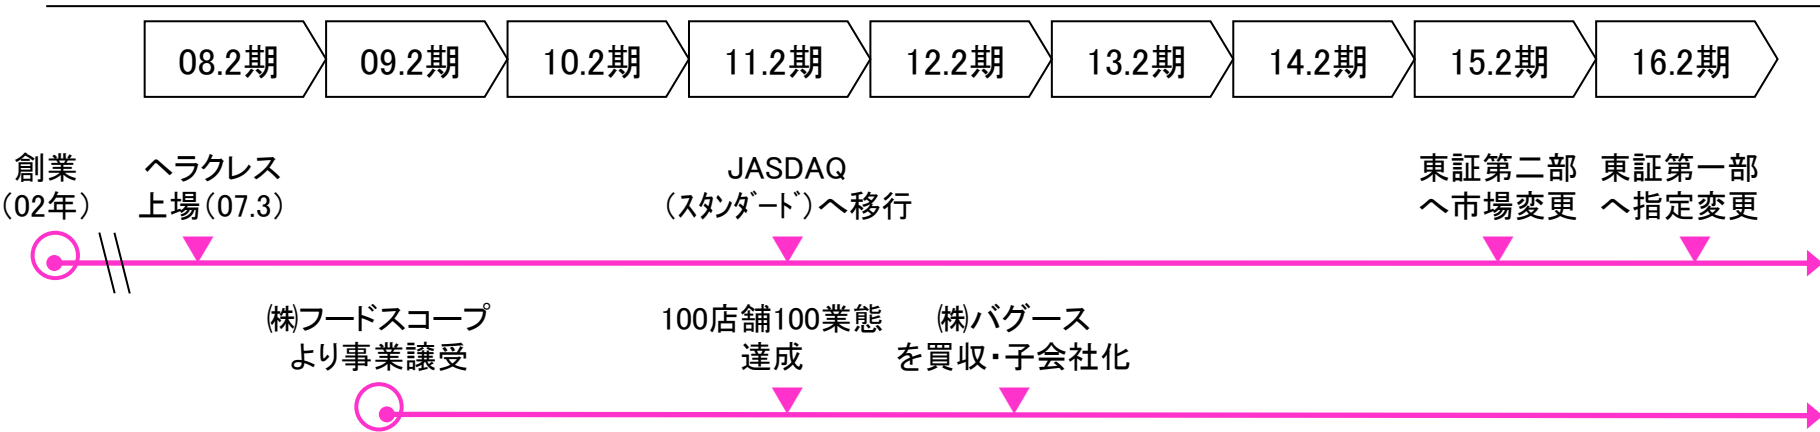 08.2期 09.2期 10.2期 11.2期 12.2期 13.2期 14.2期 15.2期 16.2期
創業
(02年)
ヘラクレス
上場(07.3)
JASDAQ
(ｽﾀﾝﾀﾞｰﾄﾞ)へ移行
東証第二部
へ市場変更
東証第一部
へ指定変更
㈱フードスコープ
より事業譲受
100店舗100業態
達成
㈱バグース
を買収・子会社化